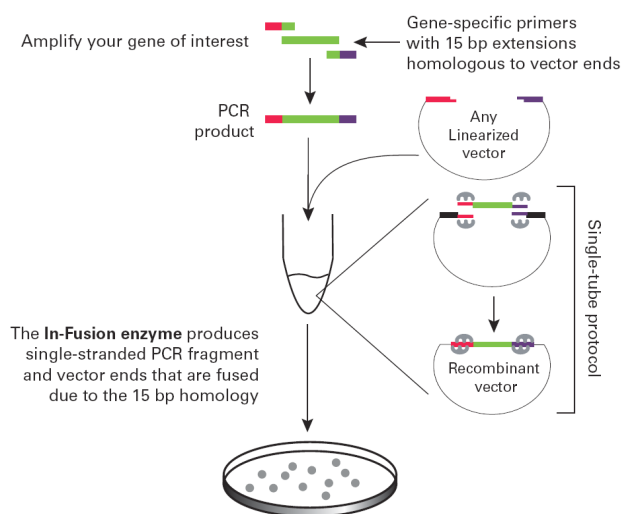 Amplify your gene of interest
Gene-specific primers
with 15 bp extensions
homologous to vector ends
PCR
product
Any
Linearized
vector
Single-tube protocol
The In-Fusion enzyme produces
single-stranded PCR fragment
and vector ends that are fused
due to the 15 bp homology
Recombinant
vector